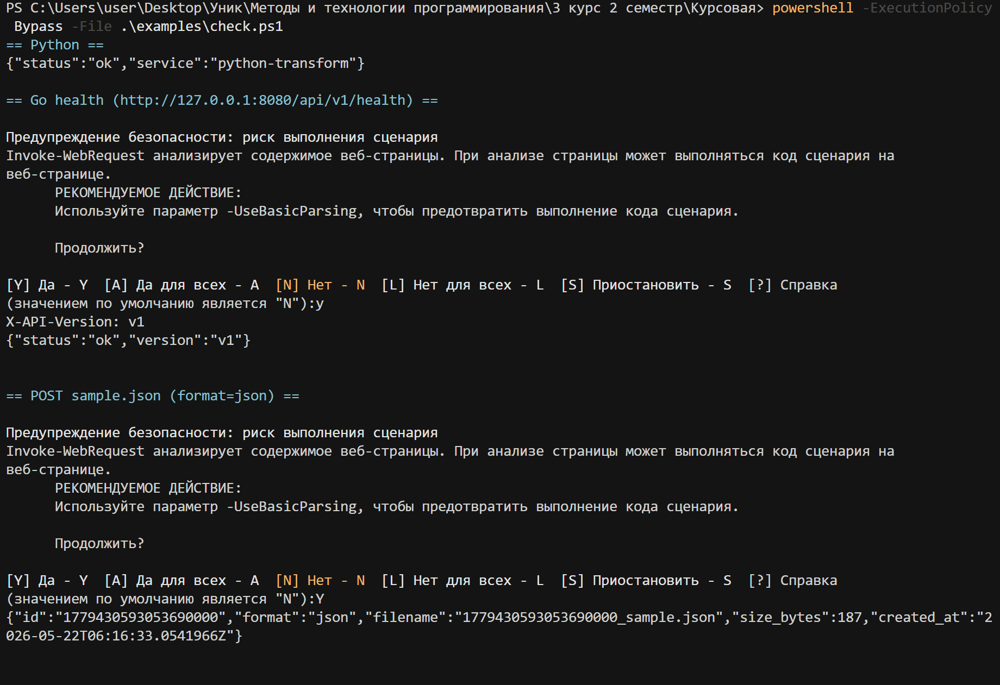 PS C:\Users\user\Desktop\Уник\Методы и технологии программирования\3 курс 2 семестр\Курсовая> powershell -ExecutionPolicy
 Bypass -File .\examples\check.ps1
== Python ==
{"status":"ok","service":"python-transform"}
== Go health (http://127.0.0.1:8080/api/v1/health) ==
Предупреждение безопасности: риск выполнения сценария
Invoke-WebRequest анализирует содержимое веб-страницы. При анализе страницы может выполняться код сценария на
веб-странице.
      РЕКОМЕНДУЕМОЕ ДЕЙСТВИЕ:
      Используйте параметр -UseBasicParsing, чтобы предотвратить выполнение кода сценария.
      Продолжить?
[Y] Да - Y  [A] Да для всех - A  [N] Нет - N  [L] Нет для всех - L  [S] Приостановить - S  [?] Справка
(значением по умолчанию является "N"):y
X-API-Version: v1
{"status":"ok","version":"v1"}
== POST sample.json (format=json) ==
Предупреждение безопасности: риск выполнения сценария
Invoke-WebRequest анализирует содержимое веб-страницы. При анализе страницы может выполняться код сценария на
веб-странице.
      РЕКОМЕНДУЕМОЕ ДЕЙСТВИЕ:
      Используйте параметр -UseBasicParsing, чтобы предотвратить выполнение кода сценария.
      Продолжить?
[Y] Да - Y  [A] Да для всех - A  [N] Нет - N  [L] Нет для всех - L  [S] Приостановить - S  [?] Справка
(значением по умолчанию является "N"):Y
{"id":"1779430593053690000","format":"json","filename":"1779430593053690000_sample.json","size_bytes":187,"created_at":"2
026-05-22T06:16:33.0541966Z"}